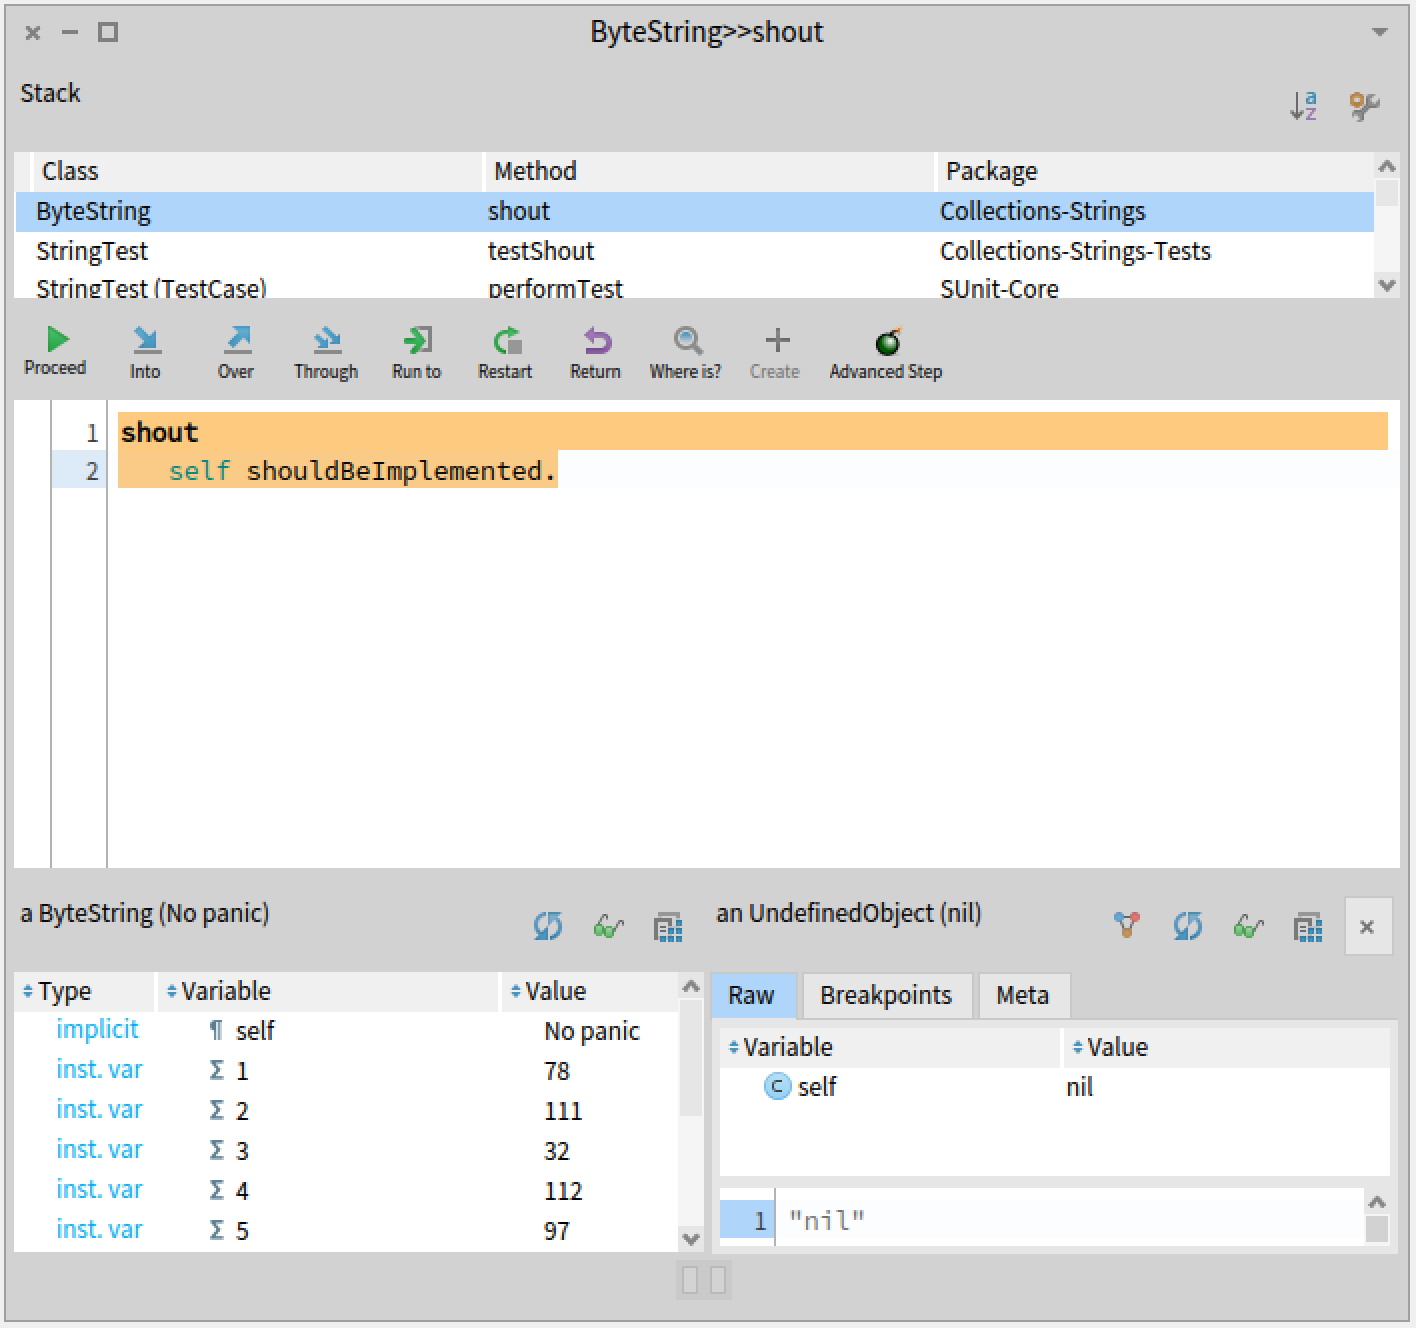 ByteString>>shout
Stack
Class Method Package
ByteString shout Collections-Strings
StringTest testShout Collections-Strings-Tests
StringTest (TestCase) performTest SUnit-Core
Proceed Into Over Through Run to Restart Return Where is? Create Advanced Step
1 shout
2 self shouldBeImplemented.
a ByteString (No panic)
Type Variable Value
implicit ¶ self No panic
inst. var Σ 1 78
inst. var Σ 2 111
inst. var Σ 3 32
inst. var Σ 4 112
inst. var Σ 5 97
an UndefinedObject (nil)
Raw Breakpoints Meta
Variable Value
C self nil
1 "nil"